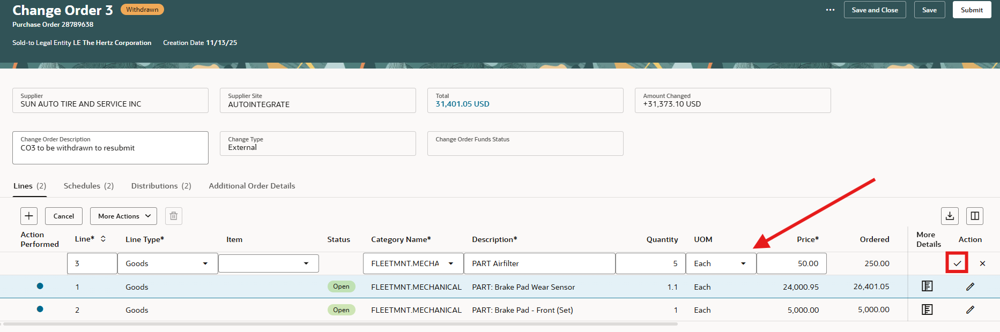 Change Order 3 Withdrawn ... Save and Close Save Submit
Purchase Order 28789638
Sold-to Legal Entity LE The Hertz Corporation Creation Date 11/13/25
Supplier
SUN AUTO TIRE AND SERVICE INC
Supplier Site
AUTOINTEGRATE
Total
31,401.05 USD
Amount Changed
+31,373.10 USD
Change Order Description
CO3 to be withdrawn to resubmit
Change Type
External
Change Order Funds Status
Lines (2) Schedules (2) Distributions (2) Additional Order Details
Cancel More Actions
Action Performed Line* Line Type* Item Status Category Name* Description* Quantity UOM Price* Ordered More Details Action
3 Goods FLEETMNT.MECHA PART Airfilter 5 Each 50.00 250.00
1 Goods Open FLEETMNT.MECHANICAL PART: Brake Pad Wear Sensor 1.1 Each 24,000.95 26,401.05
2 Goods Open FLEETMNT.MECHANICAL PART: Brake Pad - Front (Set) 1 Each 5,000.00 5,000.00